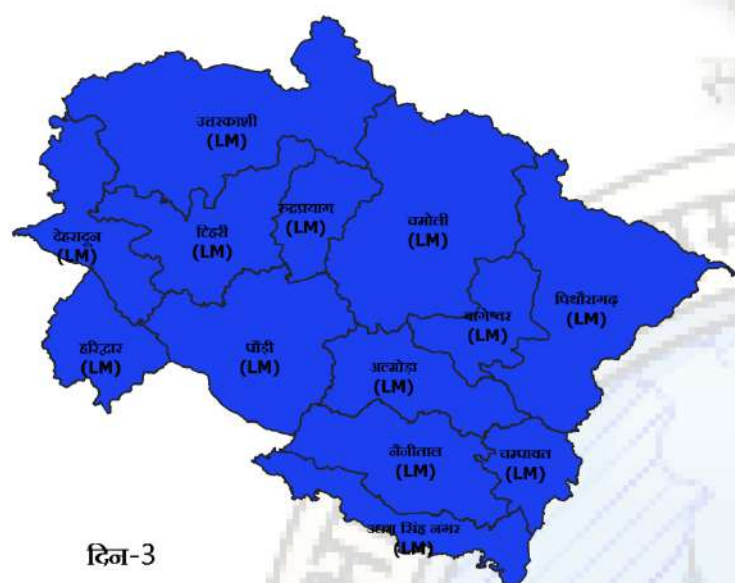 उत्तरकाशी
(LM)
रुद्रप्रयाग
(LM)
चमोली
(LM)
टिहरी
(LM)
देहरादून
(LM)
पिथौरागढ़
(LM)
बागेश्वर
(LM)
हरिद्वार
(LM)
पौड़ी
(LM)
अल्मोड़ा
(LM)
नैनीताल
(LM)
चम्पावत
(LM)
उधम सिंह नगर
(LM)
दिन-3